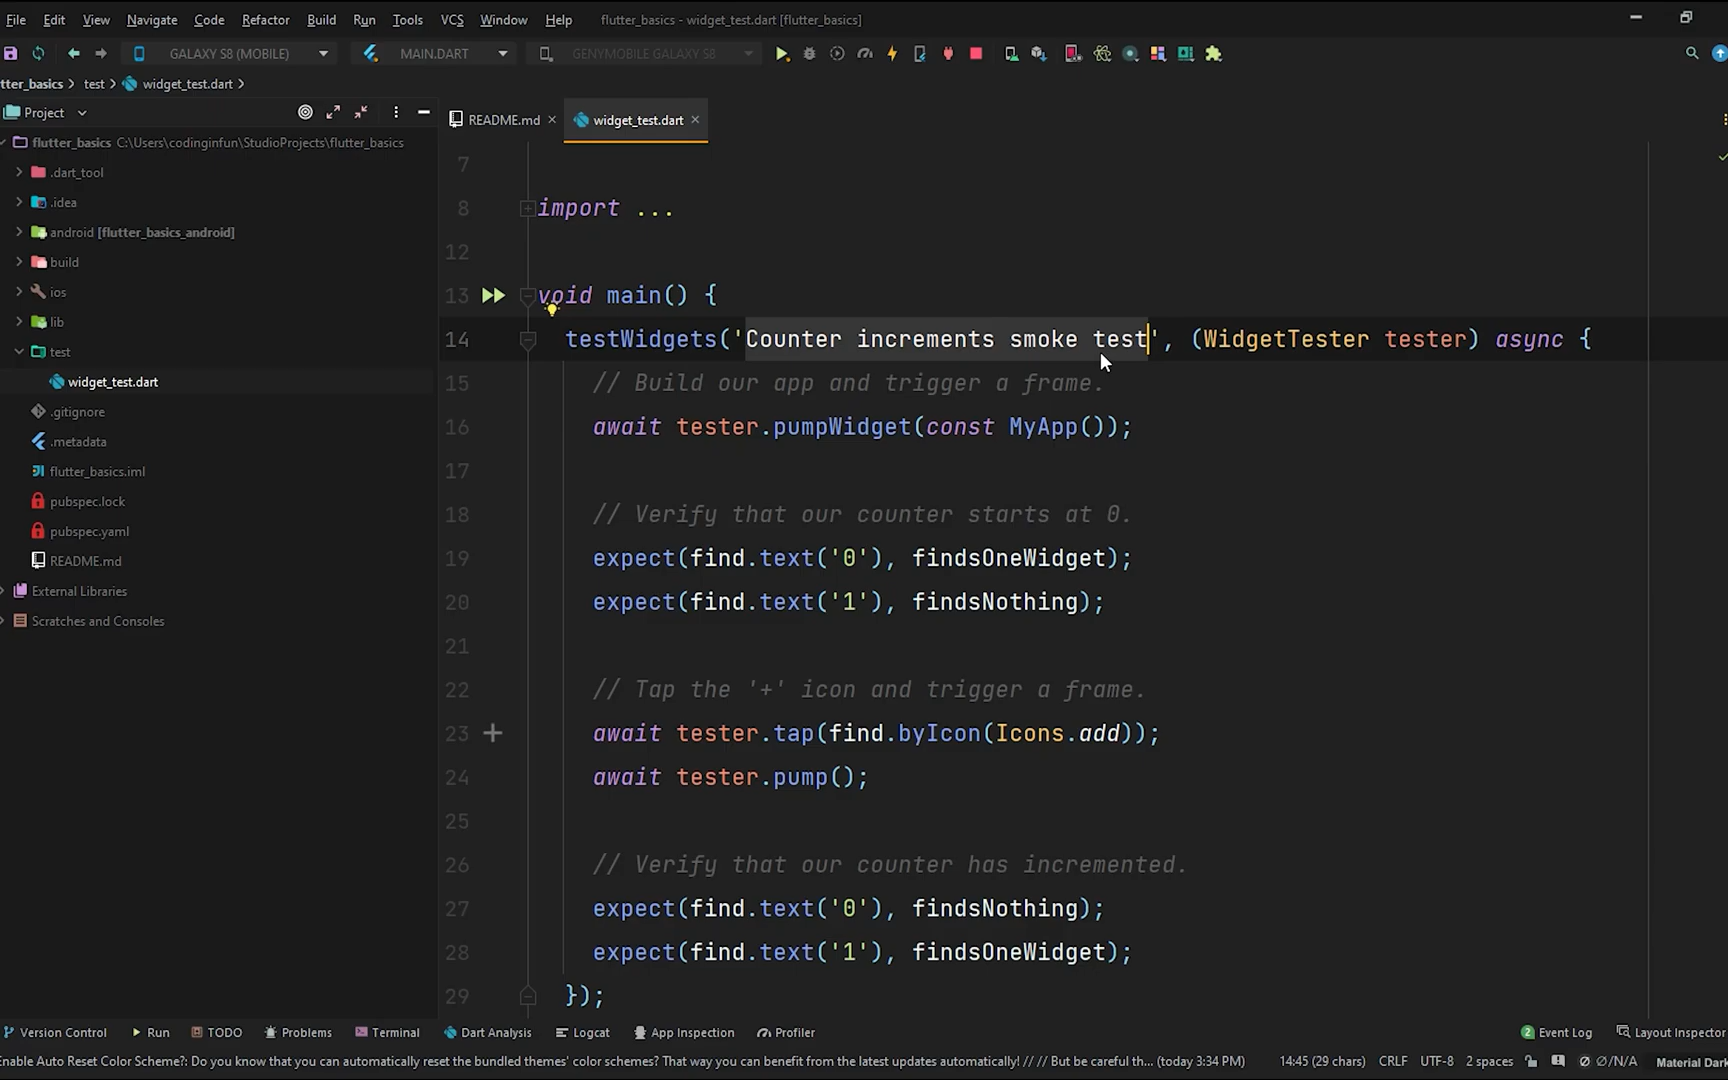 File Edit View Navigate Code Refactor Build Run Tools VCS Window Help flutter_basics - widget_test.dart [flutter_basics]
GALAXY S8 (MOBILE) MAIN.DART GENYMOBILE GALAXY S8
tter_basics test widget_test.dart
Project
README.md widget_test.dart
flutter_basics C:\Users\codinginfun\StudioProjects\flutter_basics
.dart_tool
.idea
android [flutter_basics_android]
build
ios
lib
test
widget_test.dart
.gitignore
.metadata
flutter_basics.iml
pubspec.lock
pubspec.yaml
README.md
External Libraries
Scratches and Consoles
7
8 import ...
12
13 void main() {
14 testWidgets('Counter increments smoke test', (WidgetTester tester) async {
15 // Build our app and trigger a frame.
16 await tester.pumpWidget(const MyApp());
17
18 // Verify that our counter starts at 0.
19 expect(find.text('0'), findsOneWidget);
20 expect(find.text('1'), findsNothing);
21
22 // Tap the '+' icon and trigger a frame.
23 await tester.tap(find.byIcon(Icons.add));
24 await tester.pump();
25
26 // Verify that our counter has incremented.
27 expect(find.text('0'), findsNothing);
28 expect(find.text('1'), findsOneWidget);
29 });
Version Control Run TODO Problems Terminal Dart Analysis Logcat App Inspection Profiler 2 Event Log Layout Inspector
Enable Auto Reset Color Scheme?: Do you know that you can automatically reset the bundled themes' color schemes? That way you can benefit from the latest updates automatically! // // But be careful th... (today 3:34 PM) 14:45 (29 chars) CRLF UTF-8 2 spaces Ø/N/A Material Dark